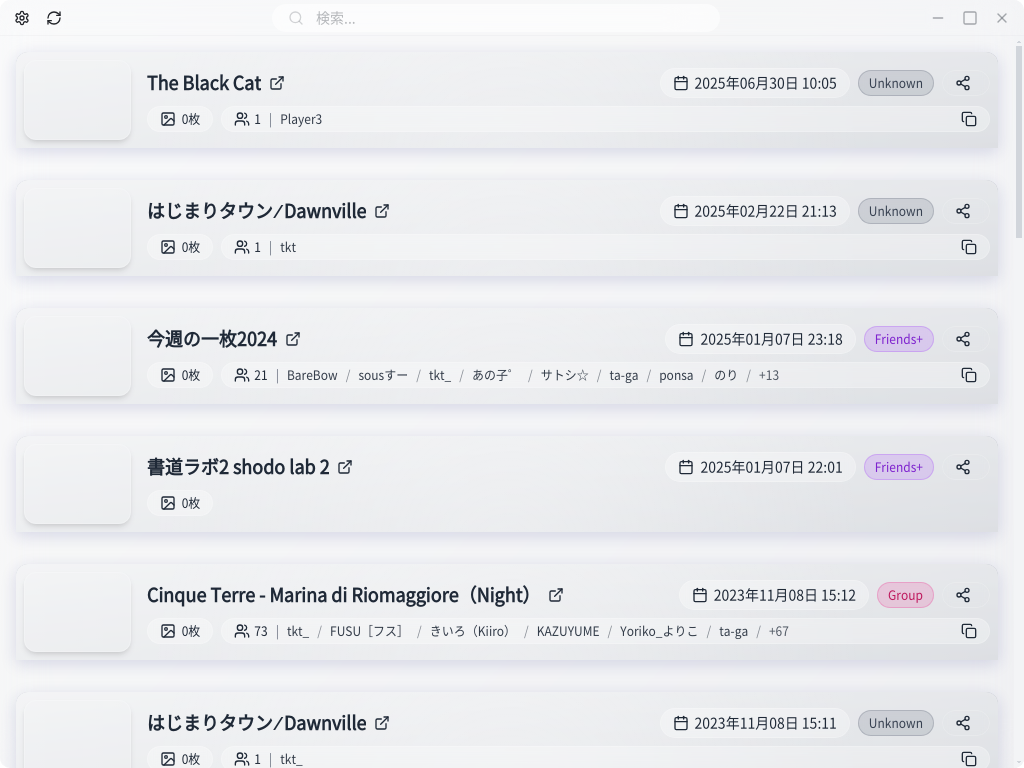 検索...
The Black Cat 2025年06月30日 10:05 Unknown
0枚 1 | Player3
はじまりタウン⁄Dawnville 2025年02月22日 21:13 Unknown
0枚 1 | tkt
今週の一枚2024 2025年01月07日 23:18 Friends+
0枚 21 | BareBow / sousすー / tkt_ / あの子゜ / サトシ☆ / ta-ga / ponsa / のり / +13
書道ラボ2 shodo lab 2 2025年01月07日 22:01 Friends+
0枚
Cinque Terre - Marina di Riomaggiore（Night） 2023年11月08日 15:12 Group
0枚 73 | tkt_ / FUSU［フス］ / きいろ（Kiiro） / KAZUYUME / Yoriko_よりこ / ta-ga / +67
はじまりタウン⁄Dawnville 2023年11月08日 15:11 Unknown
0枚 1 | tkt_